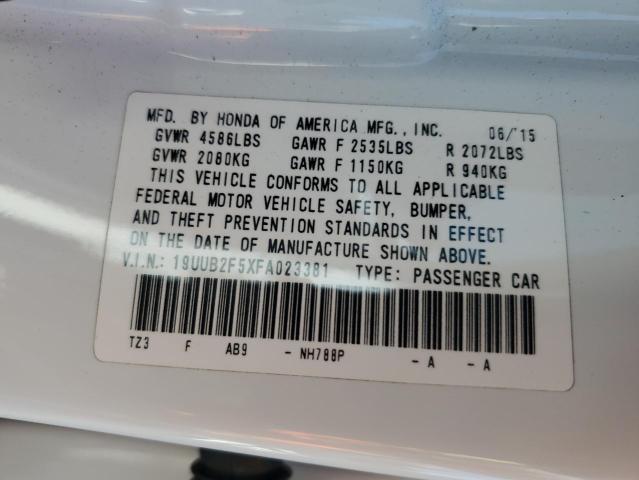 MFD. BY HONDA OF AMERICA MFG., INC. 06/'15
GVWR 4586LBS GAWR F 2535LBS R 2072LBS
GVWR 2080KG GAWR F 1150KG R 940KG
THIS VEHICLE CONFORMS TO ALL APPLICABLE
FEDERAL MOTOR VEHICLE SAFETY, BUMPER,
AND THEFT PREVENTION STANDARDS IN EFFECT
ON THE DATE OF MANUFACTURE SHOWN ABOVE.
V.I.N.: 19UUB2F5XFA023381 TYPE: PASSENGER CAR
TZ3 F AB9 - NH788P - A - A